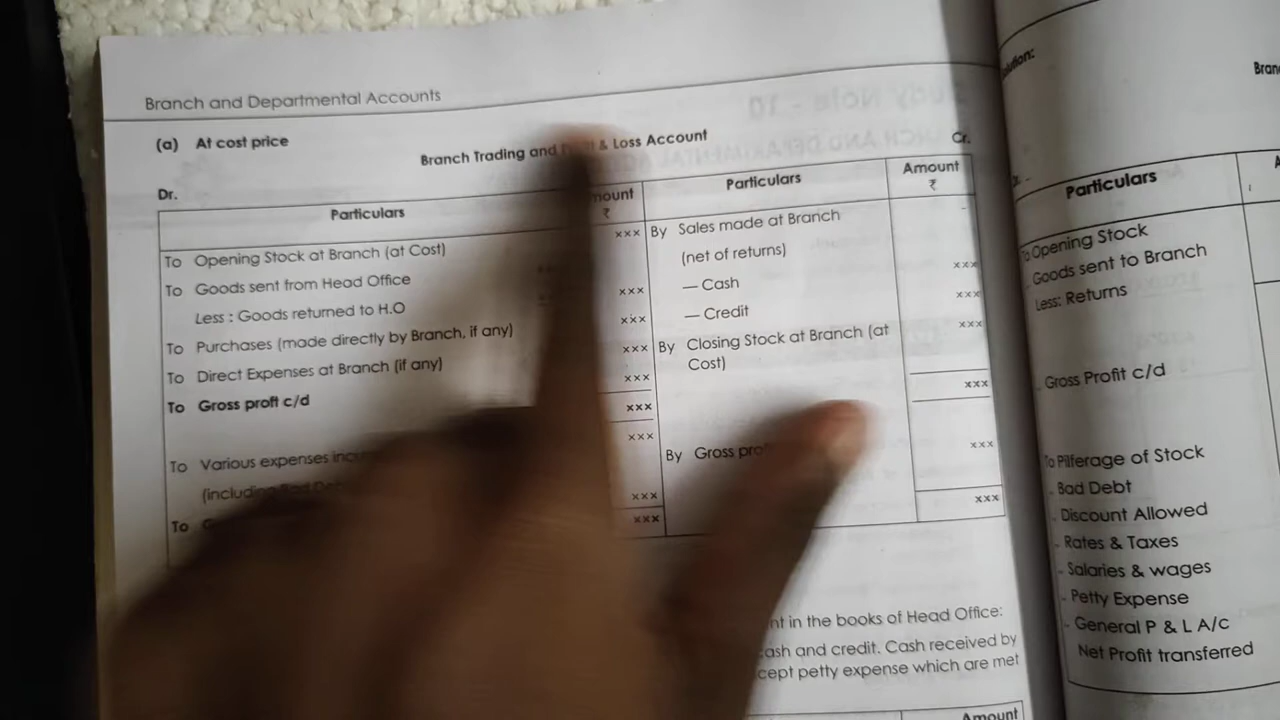 Branch and Departmental Accounts
(a) At cost price
Branch Trading and & Loss Account
Dr.
Cr.
Particulars
₹
Particulars
Amount
₹
To Opening Stock at Branch (at Cost)
xxx
To Goods sent from Head Office
xxx
Less : Goods returned to H.O
xxx
To Purchases (made directly by Branch, if any)
xxx
To Direct Expenses at Branch (if any)
xxx
To Gross proft c/d
xxx
xxx
To Various expenses
(including
xxx
To
xxx
By Sales made at Branch
(net of returns)
— Cash
xxx
— Credit
xxx
By Closing Stock at Branch (at
Cost)
xxx
xxx
By Gross
xxx
xxx
in the books of Head Office:
and credit. Cash received by
petty expense which are met
Amount
Particulars
To Opening Stock
Goods sent to Branch
Less: Returns
Gross Profit c/d
To Pilferage of Stock
Bad Debt
Discount Allowed
Rates & Taxes
Salaries & wages
Petty Expense
General P & L A/c
Net Profit transferred